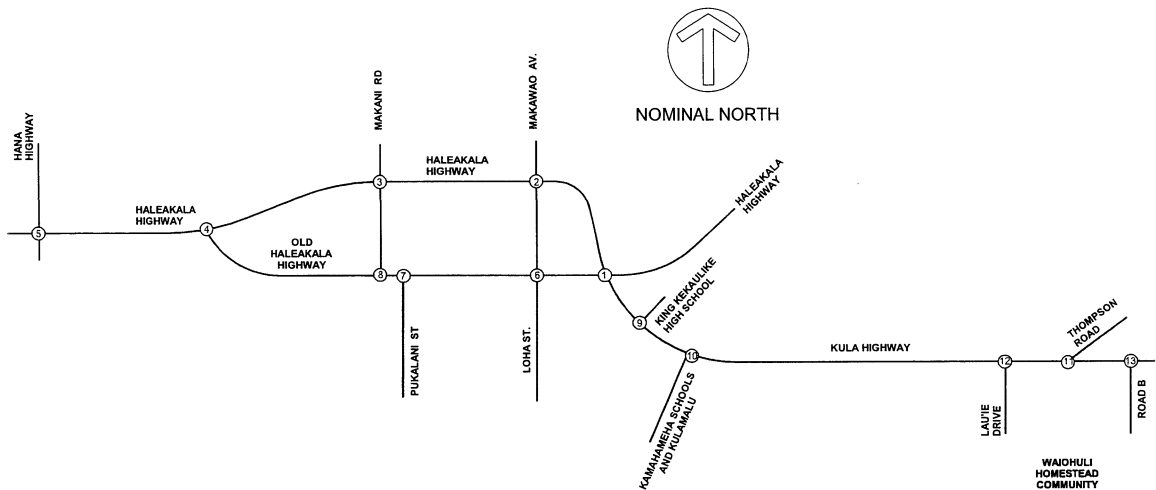 NOMINAL NORTH
HANA
HIGHWAY
MAKANI RD
MAKAWAO AV.
HALEAKALA
HIGHWAY
HALEAKALA
HIGHWAY
HALEAKALA
HIGHWAY
3
2
4
5
OLD
HALEAKALA
HIGHWAY
8
7
6
1
PUKALANI ST
LOHA ST.
9
KING KEKAULIKE
HIGH SCHOOL
10
KAMAHAMEHA SCHOOLS
AND KULAMALU
KULA HIGHWAY
THOMPSON
ROAD
12
11
13
LAU'IE
DRIVE
ROAD B
WAIOHULI
HOMESTEAD
COMMUNITY